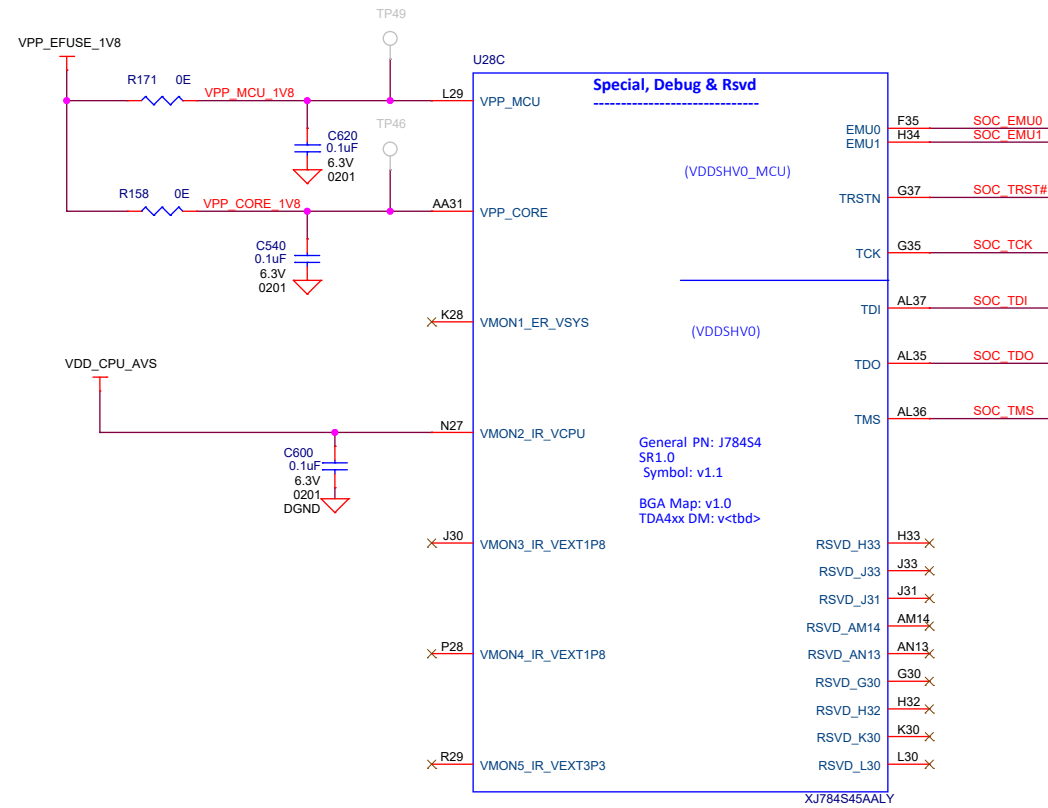 TP49
VPP_EFUSE_1V8
U28C
R171 0E
VPP_MCU_1V8
L29
VPP_MCU
Special, Debug & Rsvd
-----------------------------
C620
0.1uF
6.3V
0201
TP46
R158 0E
VPP_CORE_1V8
AA31
VPP_CORE
C540
0.1uF
6.3V
0201
K28
VMON1_ER_VSYS
VDD_CPU_AVS
N27
VMON2_IR_VCPU
C600
0.1uF
6.3V
0201
DGND
J30
VMON3_IR_VEXT1P8
P28
VMON4_IR_VEXT1P8
R29
VMON5_IR_VEXT3P3
(VDDSHV0_MCU)
EMU0
F35
SOC_EMU0
EMU1
H34
SOC_EMU1
TRSTN
G37
SOC_TRST#
TCK
G35
SOC_TCK
(VDDSHV0)
TDI
AL37
SOC_TDI
TDO
AL35
SOC_TDO
TMS
AL36
SOC_TMS
General PN: J784S4
SR1.0
Symbol: v1.1
BGA Map: v1.0
TDA4xx DM: v<tbd>
RSVD_H33
H33
RSVD_J33
J33
RSVD_J31
J31
RSVD_AM14
AM14
RSVD_AN13
AN13
RSVD_G30
G30
RSVD_H32
H32
RSVD_K30
K30
RSVD_L30
L30
XJ784S45AALY